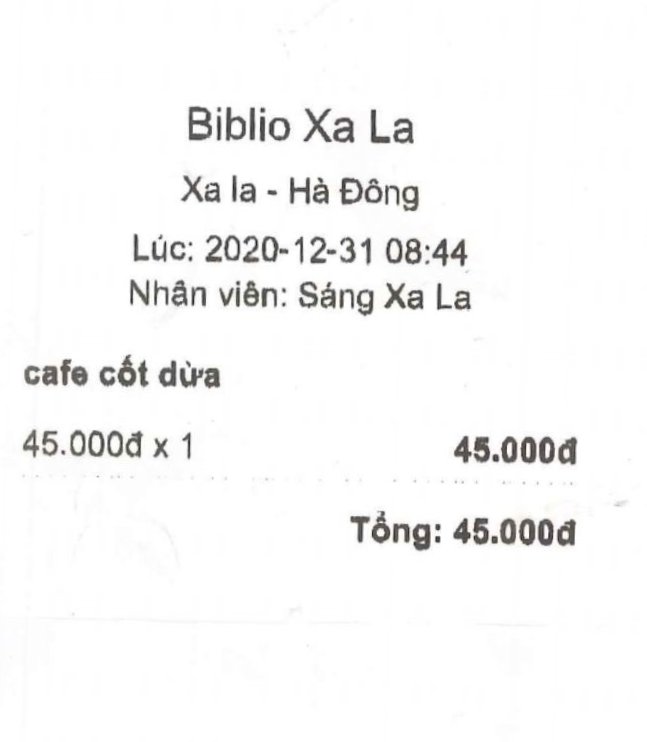 Biblio Xa La
Xa la - Hà Đông
Lúc: 2020-12-31 08:44
Nhân viên: Sáng Xa La
cafe cốt dừa
45.000đ x 1 45.000đ
Tổng: 45.000đ